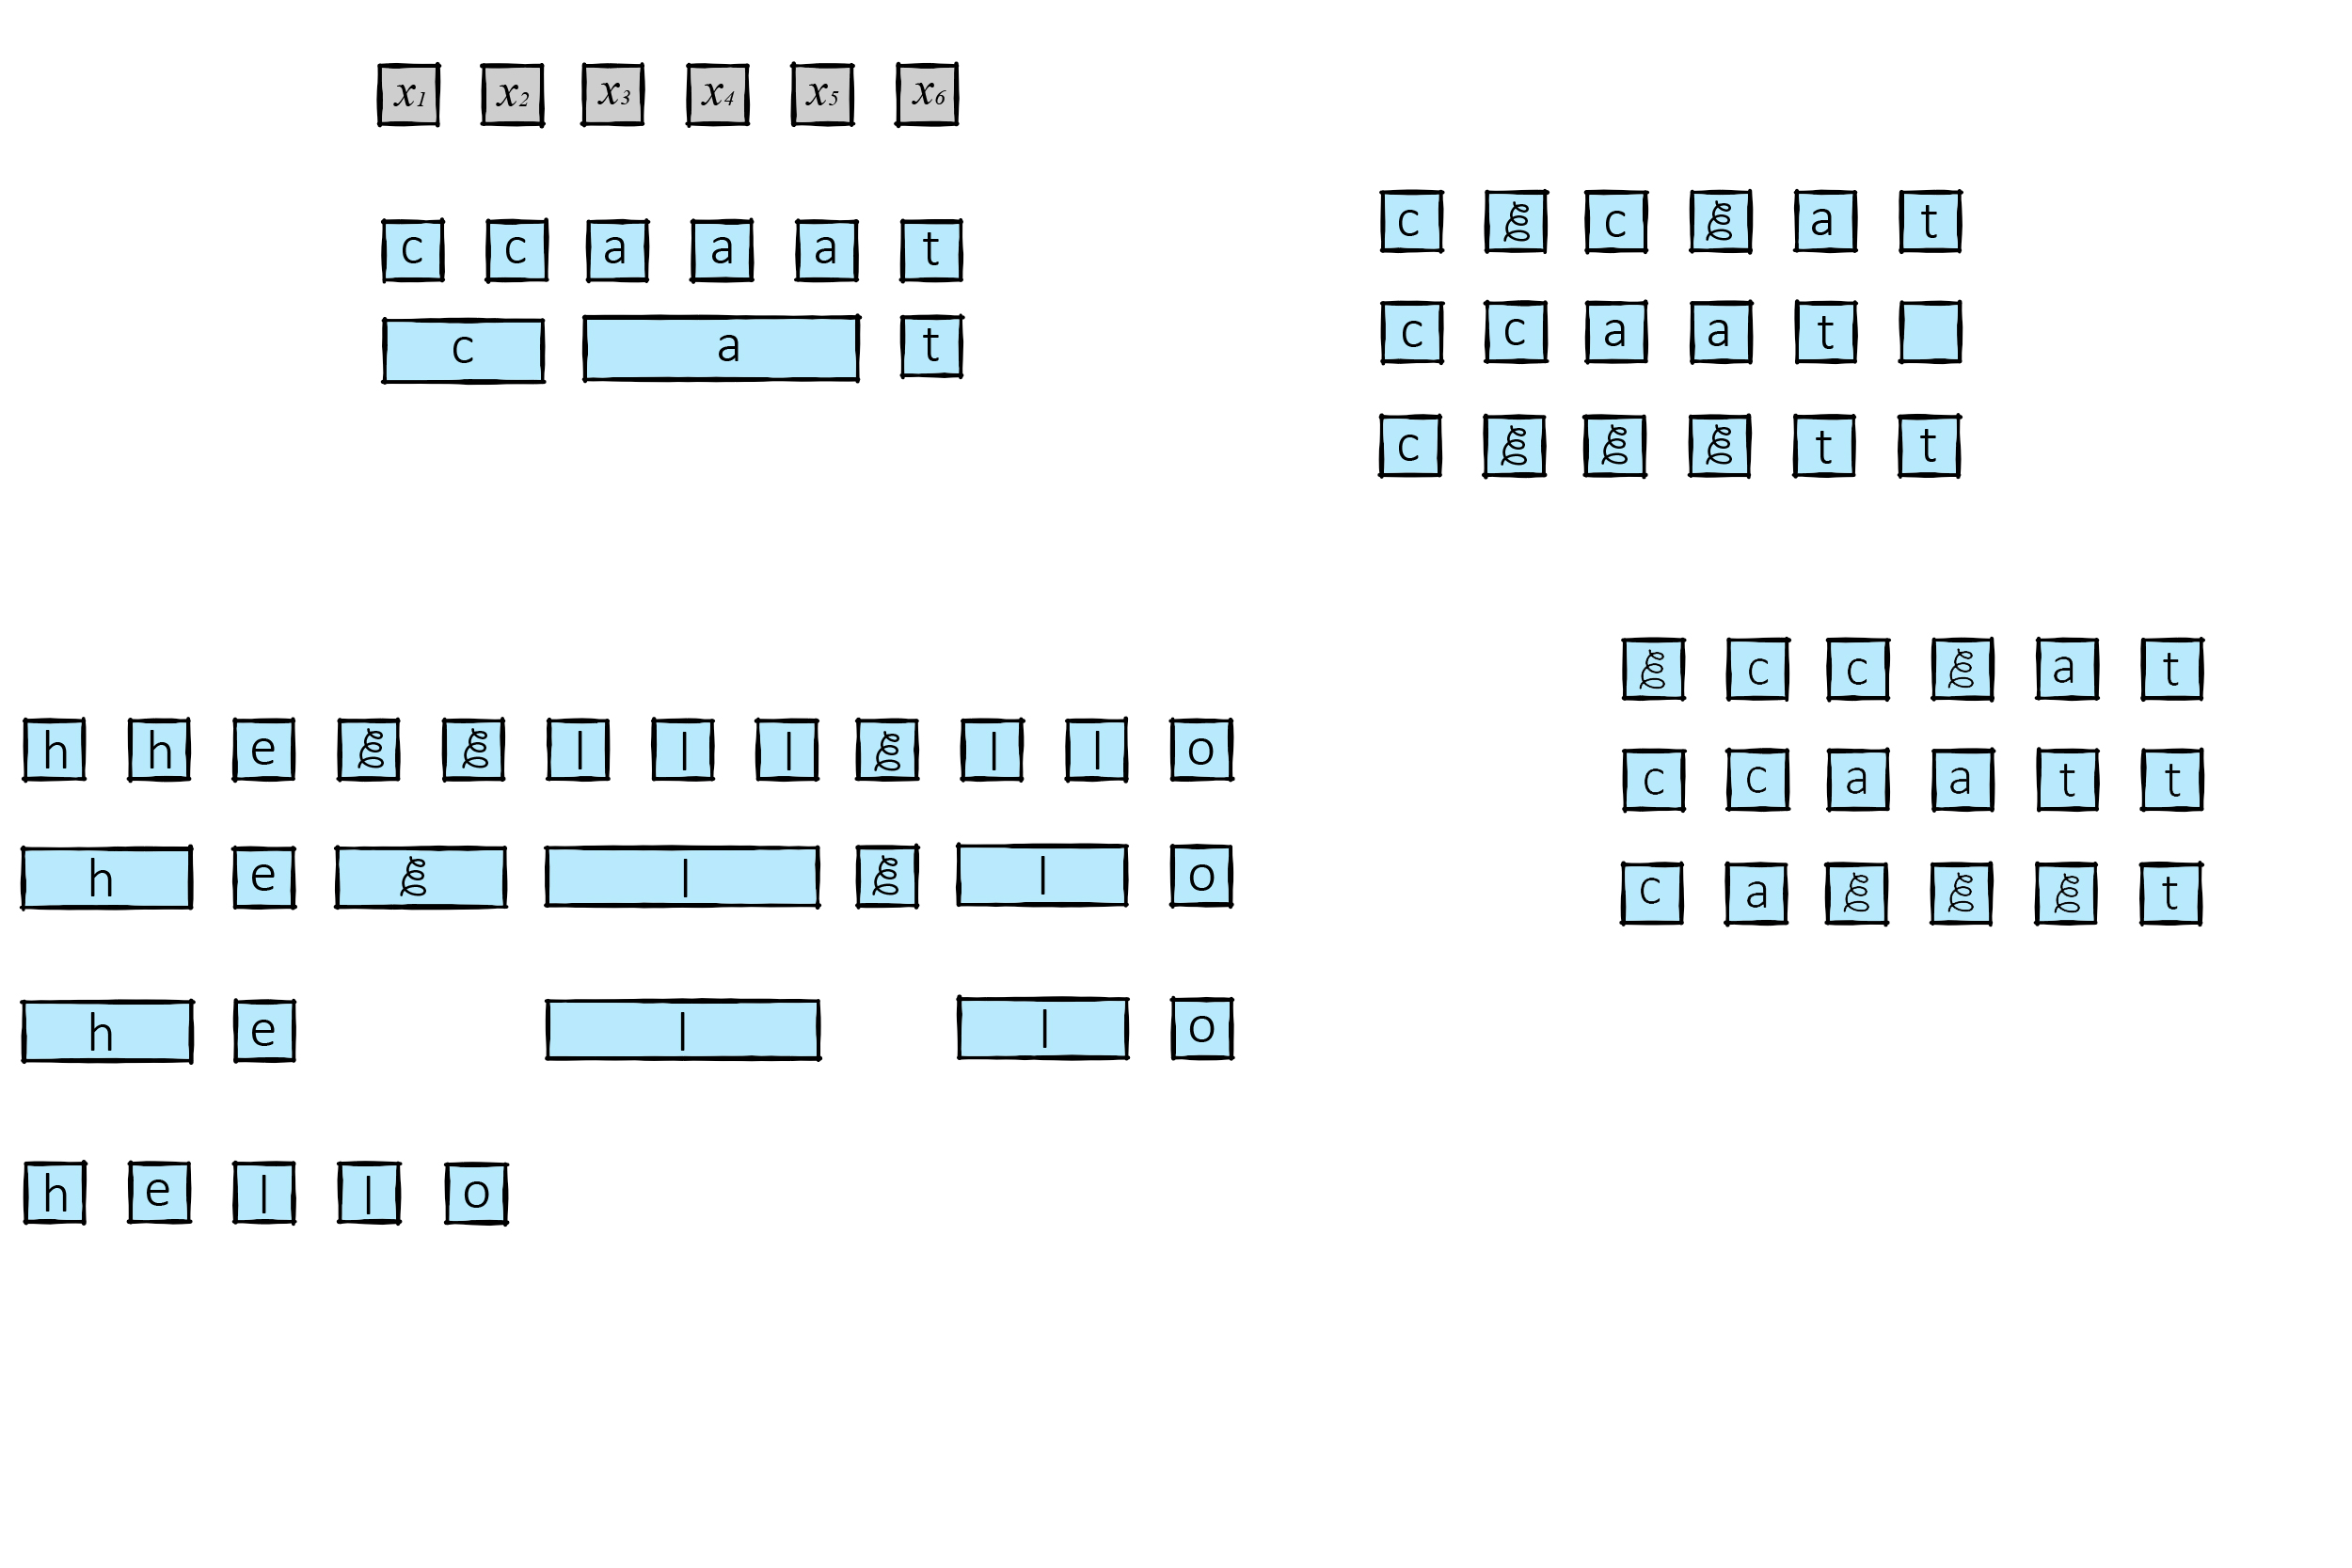 x1 x2 x3 x4 x5 x6
c c a a a t
c a t
c c a t
c c a a t
c t t
h h e l l l l l o
h e l l o
h e l l o
h e l l o
c c a t
c c a a t t
c a t